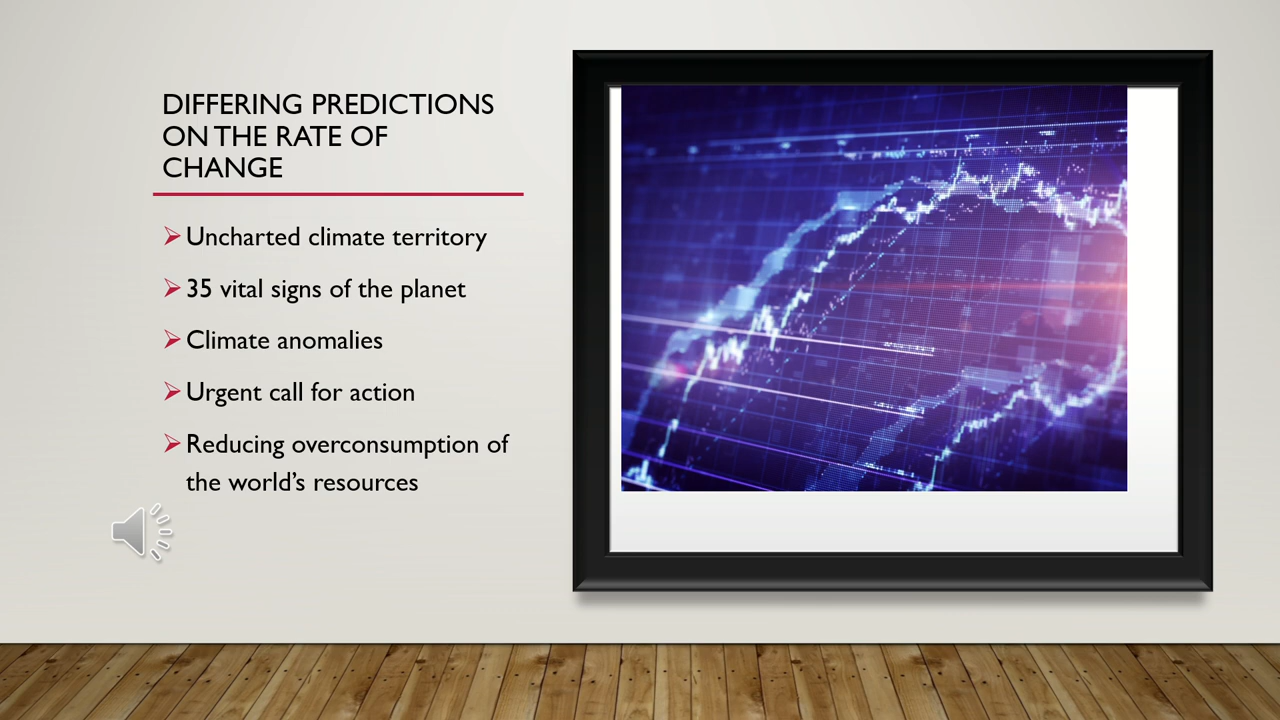 DIFFERING PREDICTIONS
ON THE RATE OF
CHANGE
Uncharted climate territory
35 vital signs of the planet
Climate anomalies
Urgent call for action
Reducing overconsumption of
the world’s resources